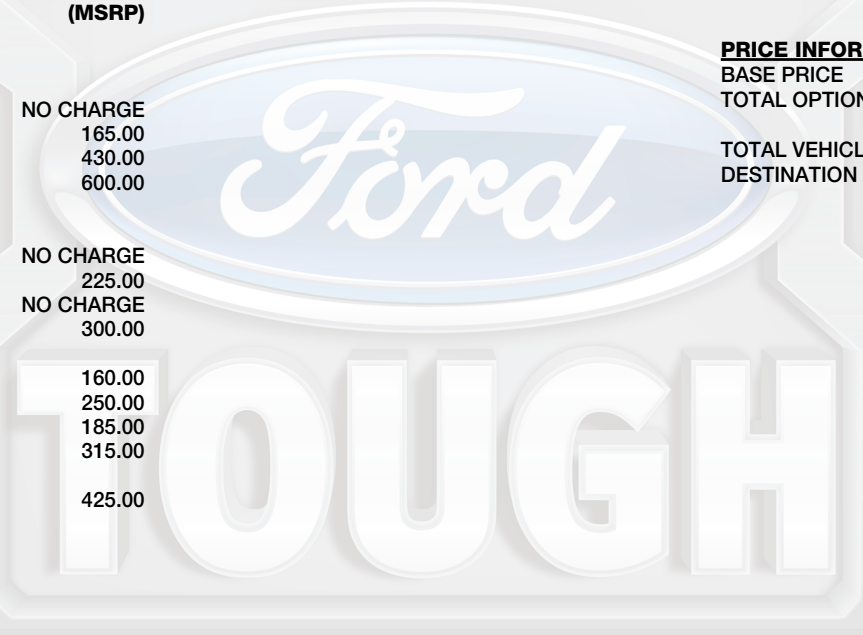 (MSRP)
NO CHARGE
165.00
430.00
600.00
NO CHARGE
225.00
NO CHARGE
300.00
160.00
250.00
185.00
315.00
425.00
PRICE INFOR
BASE PRICE
TOTAL OPTION
TOTAL VEHICL
DESTINATION
Ford
TOUGH